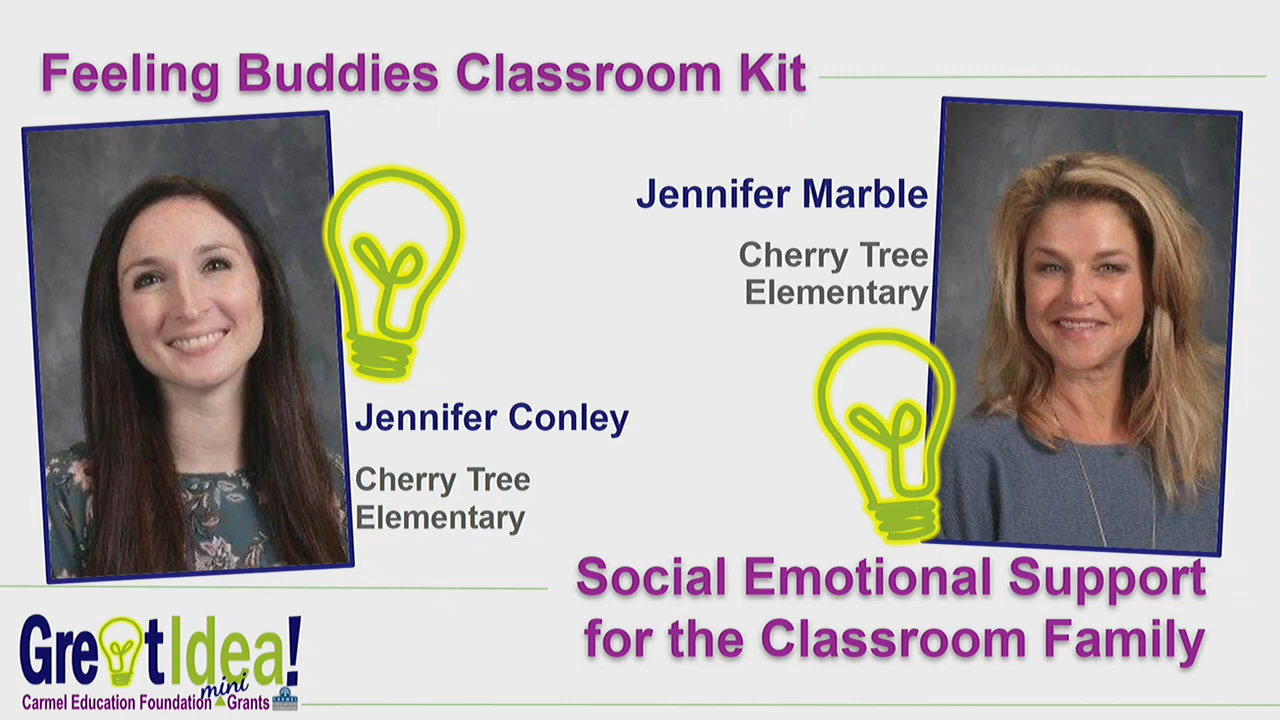 Feeling Buddies Classroom Kit
Jennifer Marble
Cherry Tree
Elementary
Jennifer Conley
Cherry Tree
Elementary
Social Emotional Support
for the Classroom Family
Great Idea!
mini
Carmel Education Foundation Grants